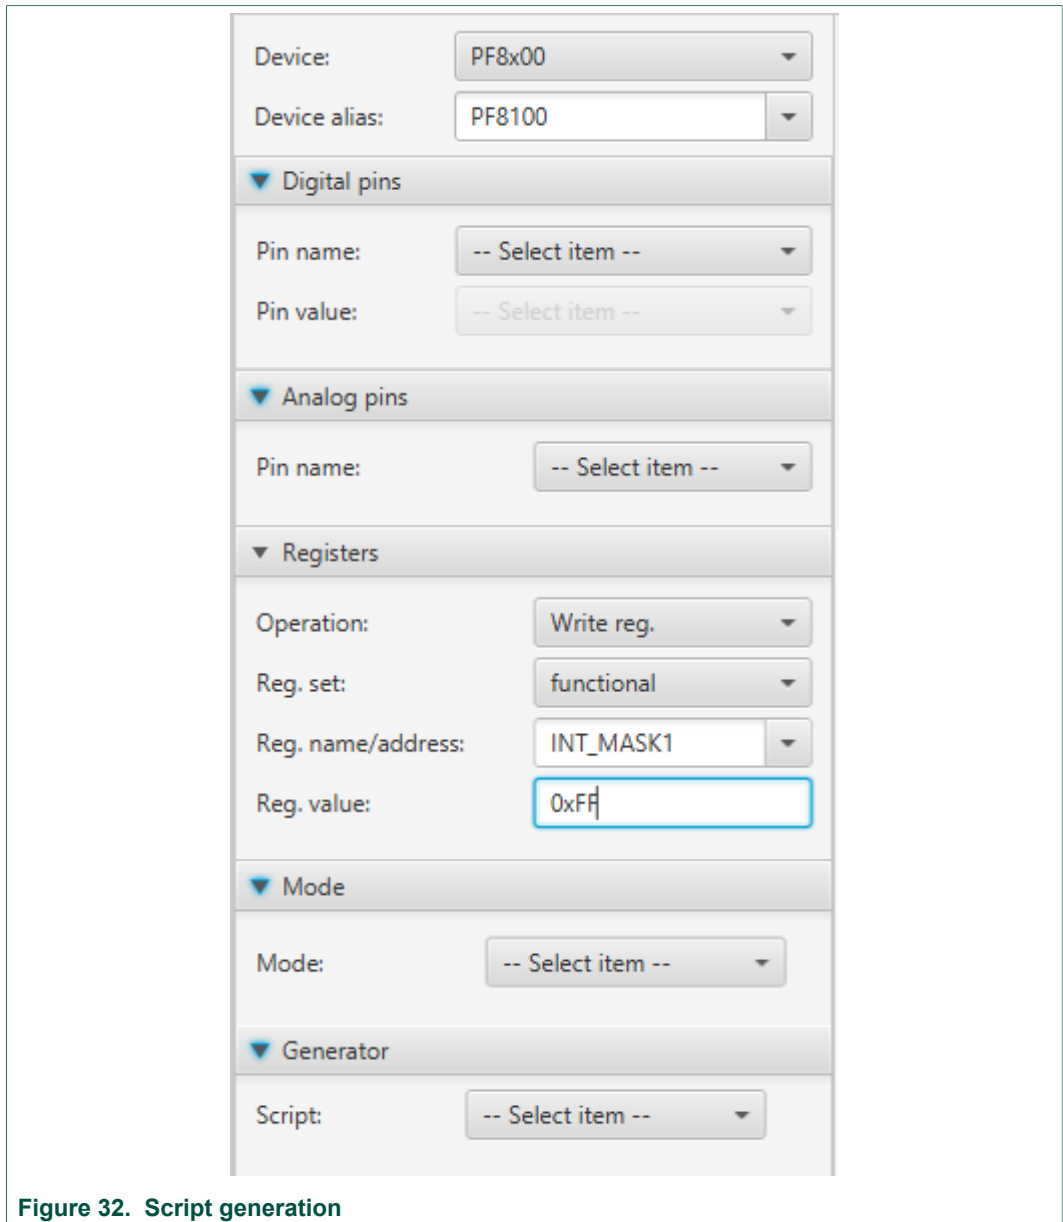 Device: PF8x00
Device alias: PF8100
Digital pins
Pin name: -- Select item --
Pin value: -- Select item --
Analog pins
Pin name: -- Select item --
Registers
Operation: Write reg.
Reg. set: functional
Reg. name/address: INT_MASK1
Reg. value: 0xFF
Mode
Mode: -- Select item --
Generator
Script: -- Select item --
Figure 32. Script generation